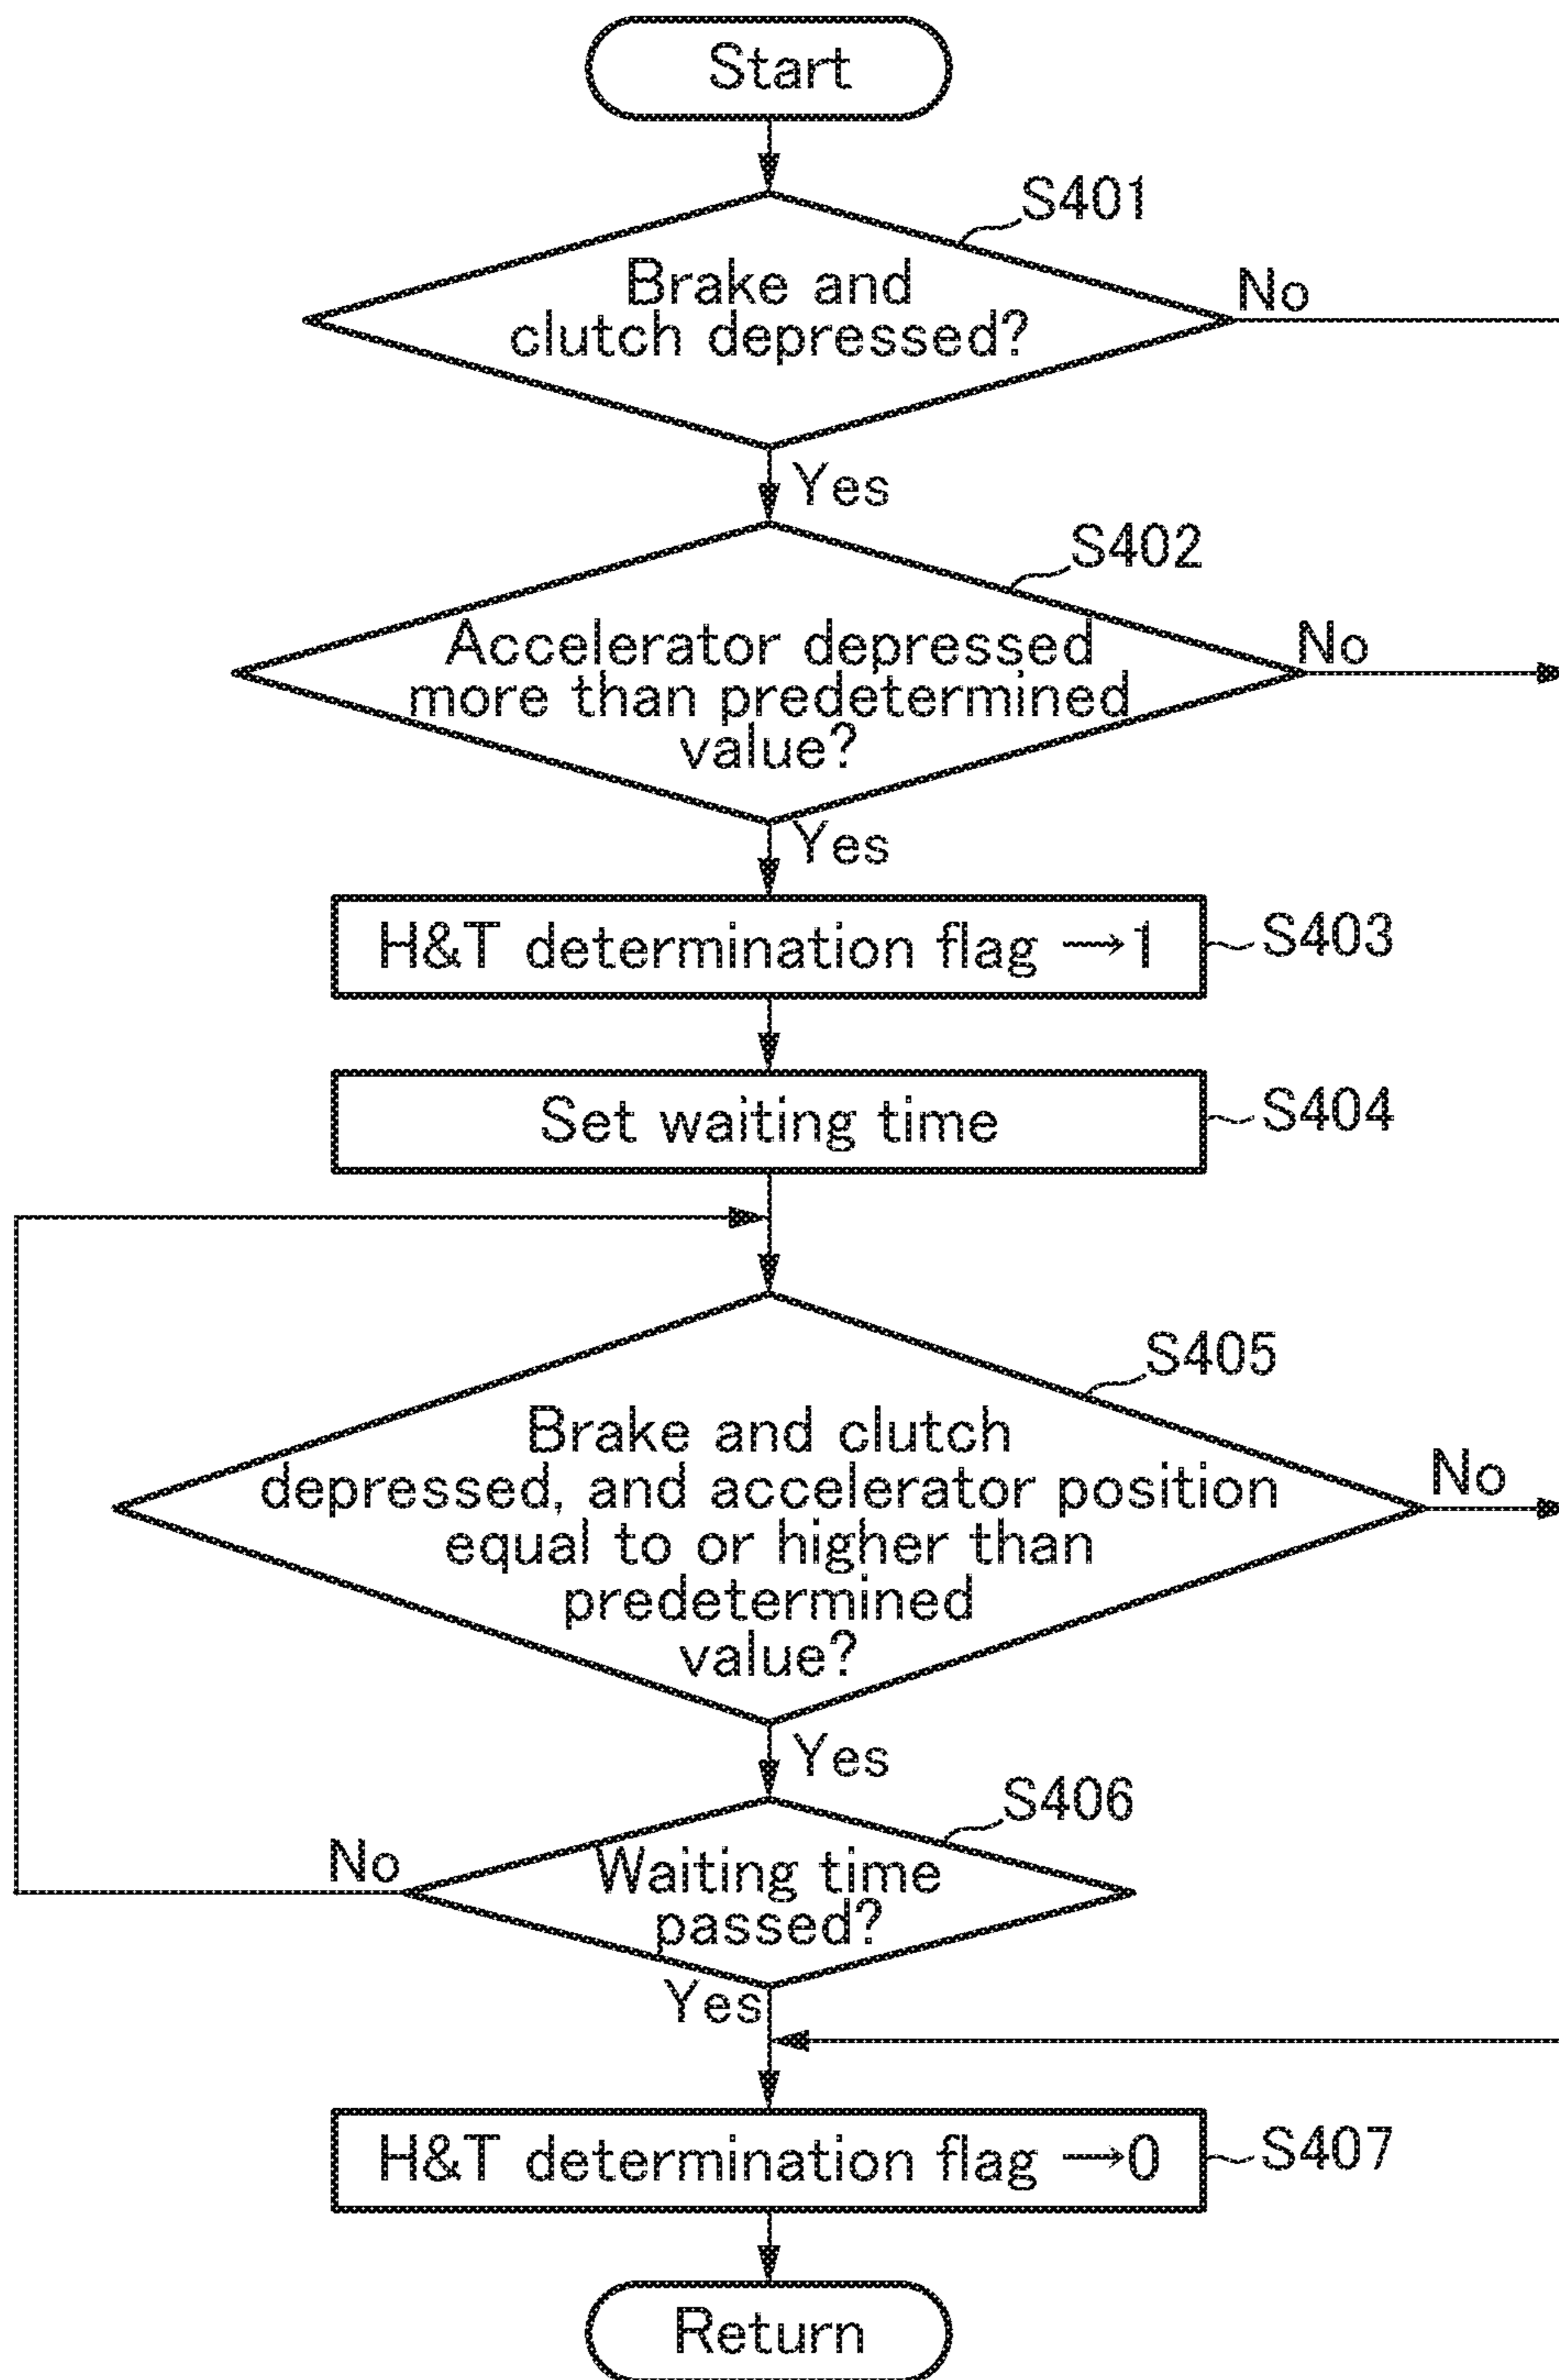 Start
S401
Brake and
clutch depressed?
No
Yes
S402
Accelerator depressed
more than predetermined
value?
No
Yes
H&T determination flag →1
S403
Set waiting time
S404
S405
Brake and clutch
depressed, and accelerator position
equal to or higher than
predetermined
value?
No
Yes
S406
No
Waiting time
passed?
Yes
H&T determination flag →0
S407
Return